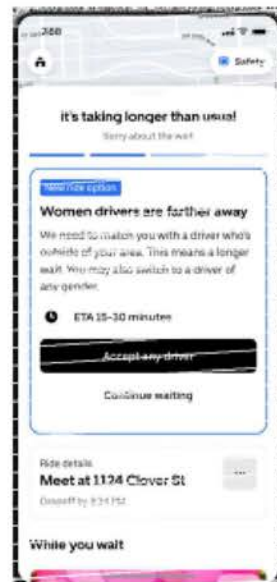 Safety
it's taking longer than usual
Sorry about the wait
New ride option
Women drivers are farther away
We need to match you with a driver who's
outside of your area. This means a longer
wait. You may also switch to a driver of
any gender.
ETA 15-30 minutes
Accept any driver
Continue waiting
Ride details
Meet at 1124 Clover St
...
Dropoff by
While you wait